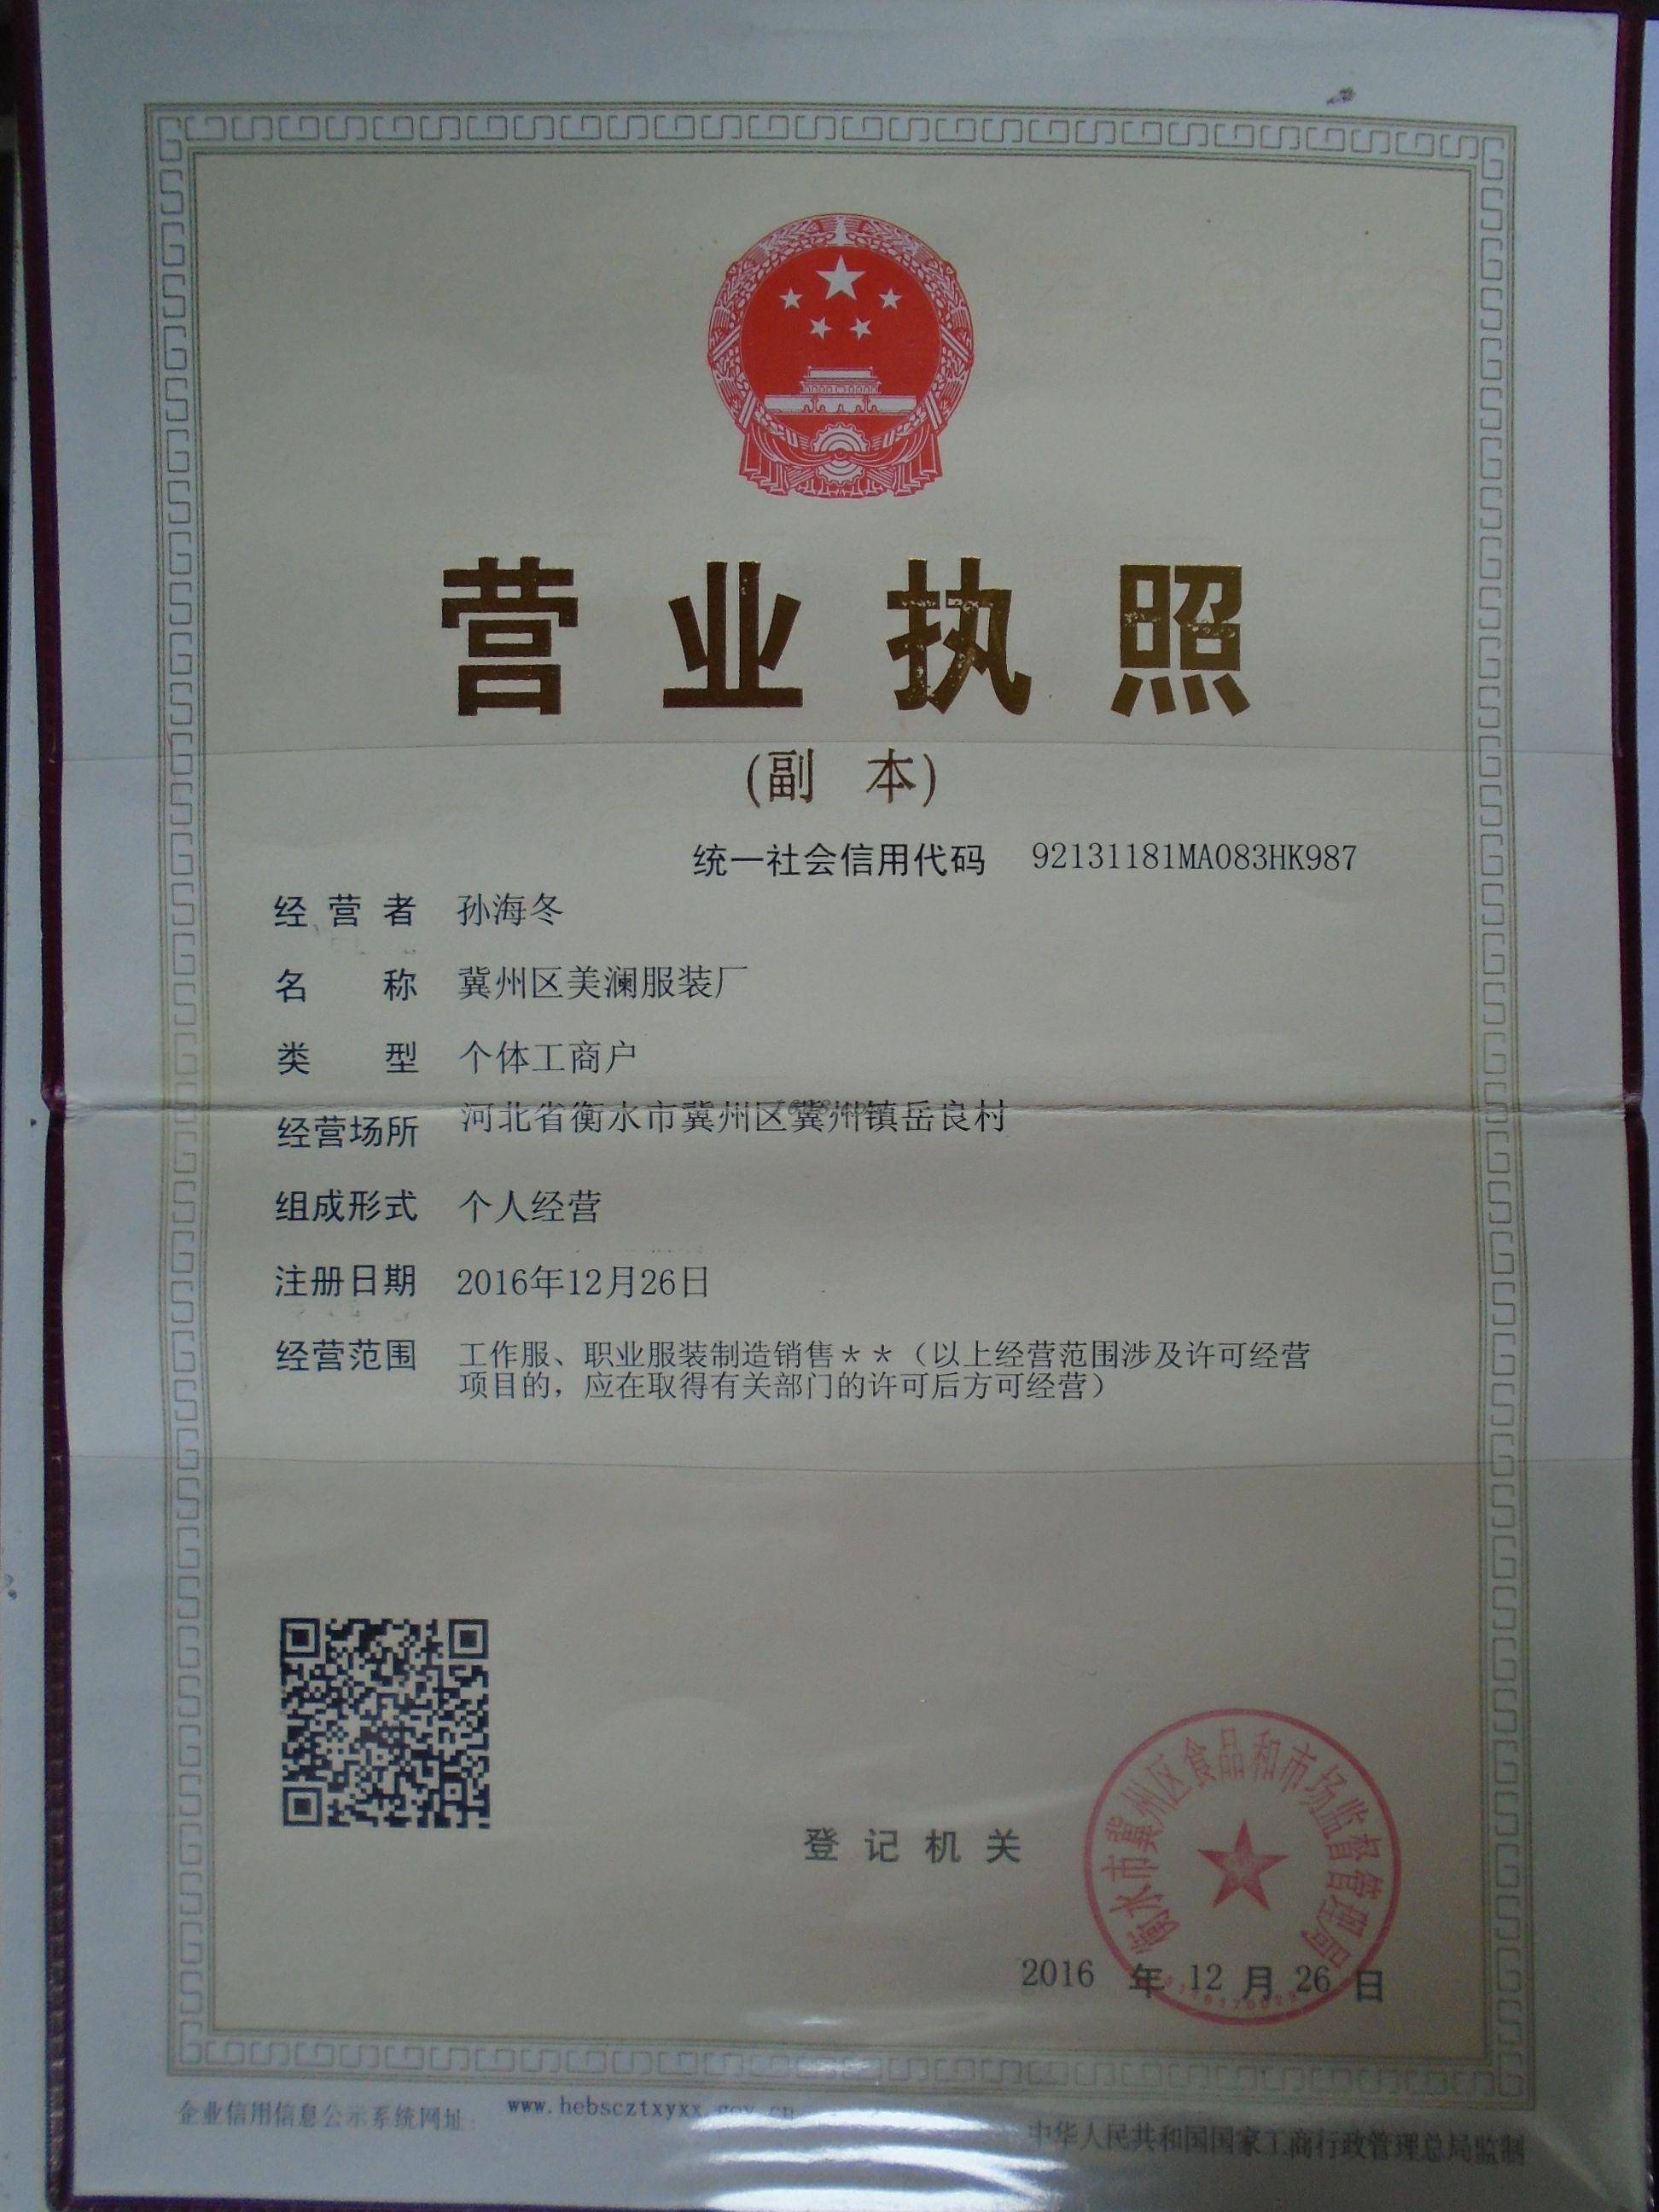 营业执照
(副 本)
统一社会信用代码 92131181MA083HK987
经营者 孙海冬
名称 冀州区美澜服装厂
类型 个体工商户
经营场所 河北省衡水市冀州区冀州镇岳良村
组成形式 个人经营
注册日期 2016年12月26日
经营范围 工作服、职业服装制造销售**（以上经营范围涉及许可经营
项目的，应在取得有关部门的许可后方可经营）
登记机关
衡水市冀州区食品和市场监督管理局
2016 年 12 月 26 日
企业信用信息公示系统网址: www.hebscztxyxx.gov.cn
中华人民共和国国家工商行政管理总局监制